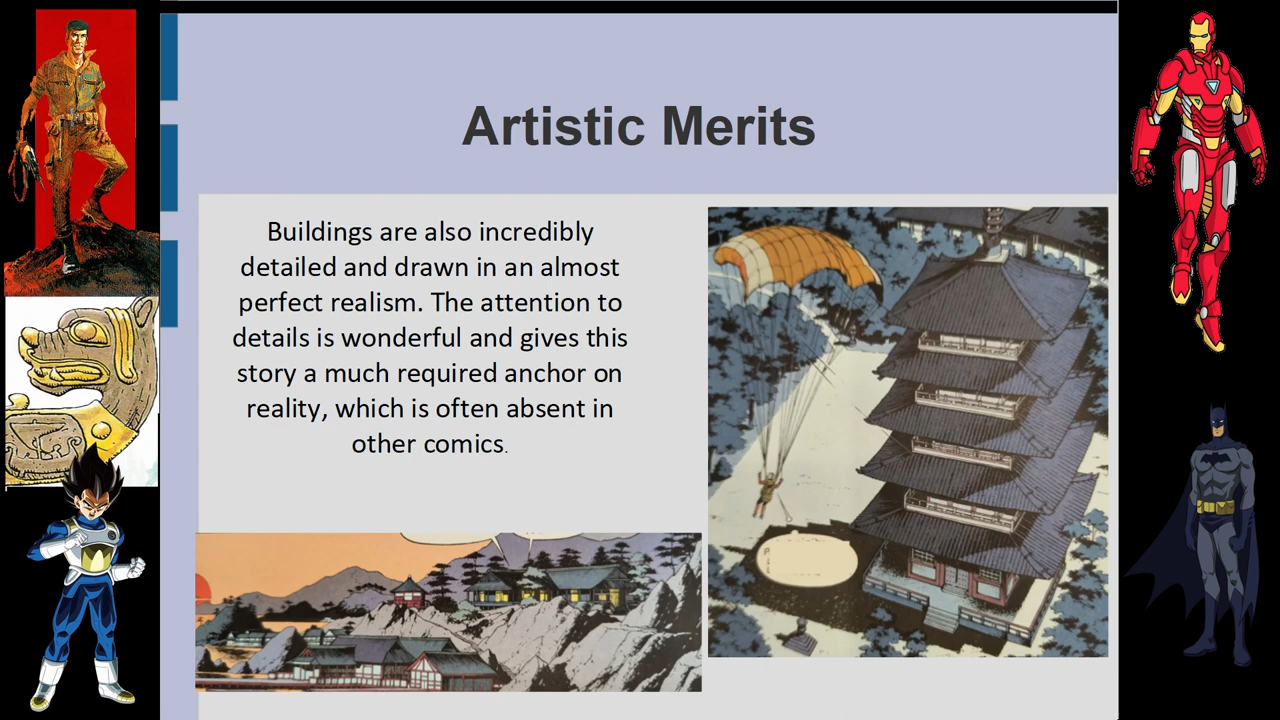 Artistic Merits
Buildings are also incredibly
detailed and drawn in an almost
perfect realism. The attention to
details is wonderful and gives this
story a much required anchor on
reality, which is often absent in
other comics.